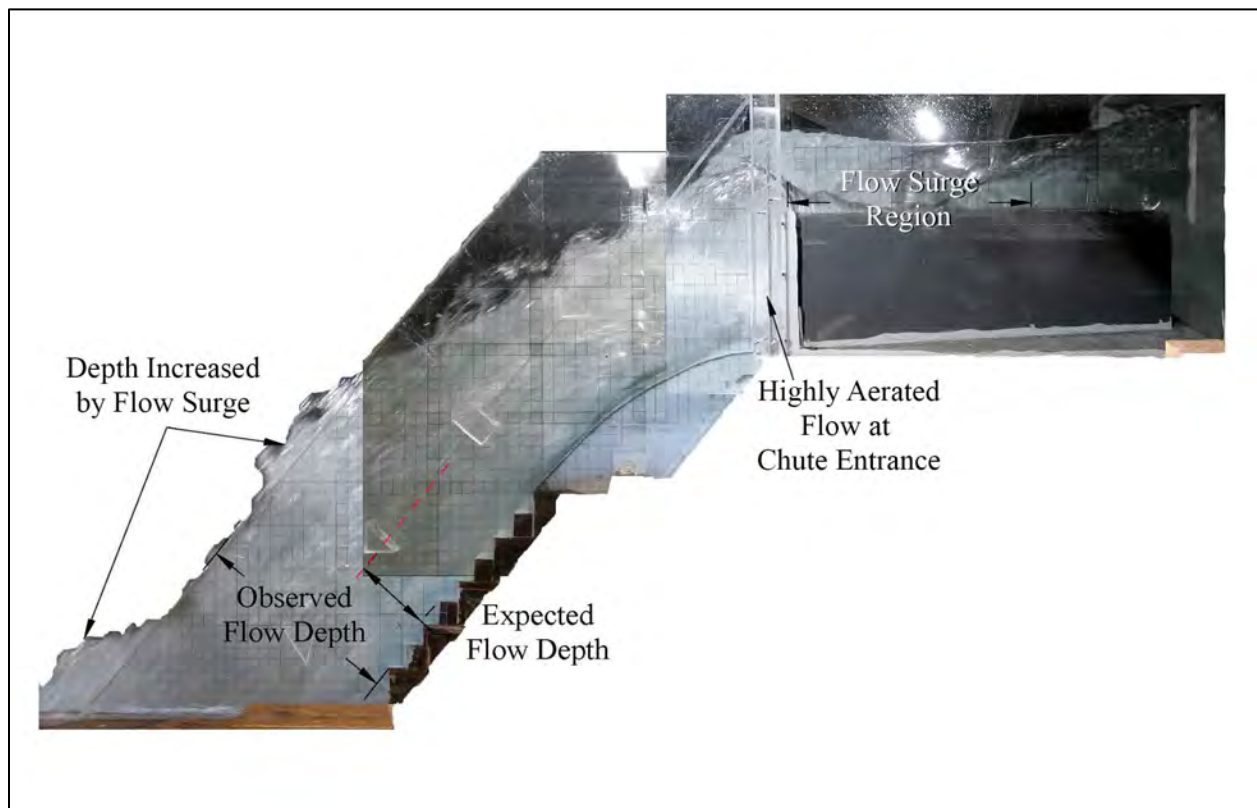 Flow Surge
Region
Depth Increased
by Flow Surge
Highly Aerated
Flow at
Chute Entrance
Observed
Flow Depth
Expected
Flow Depth